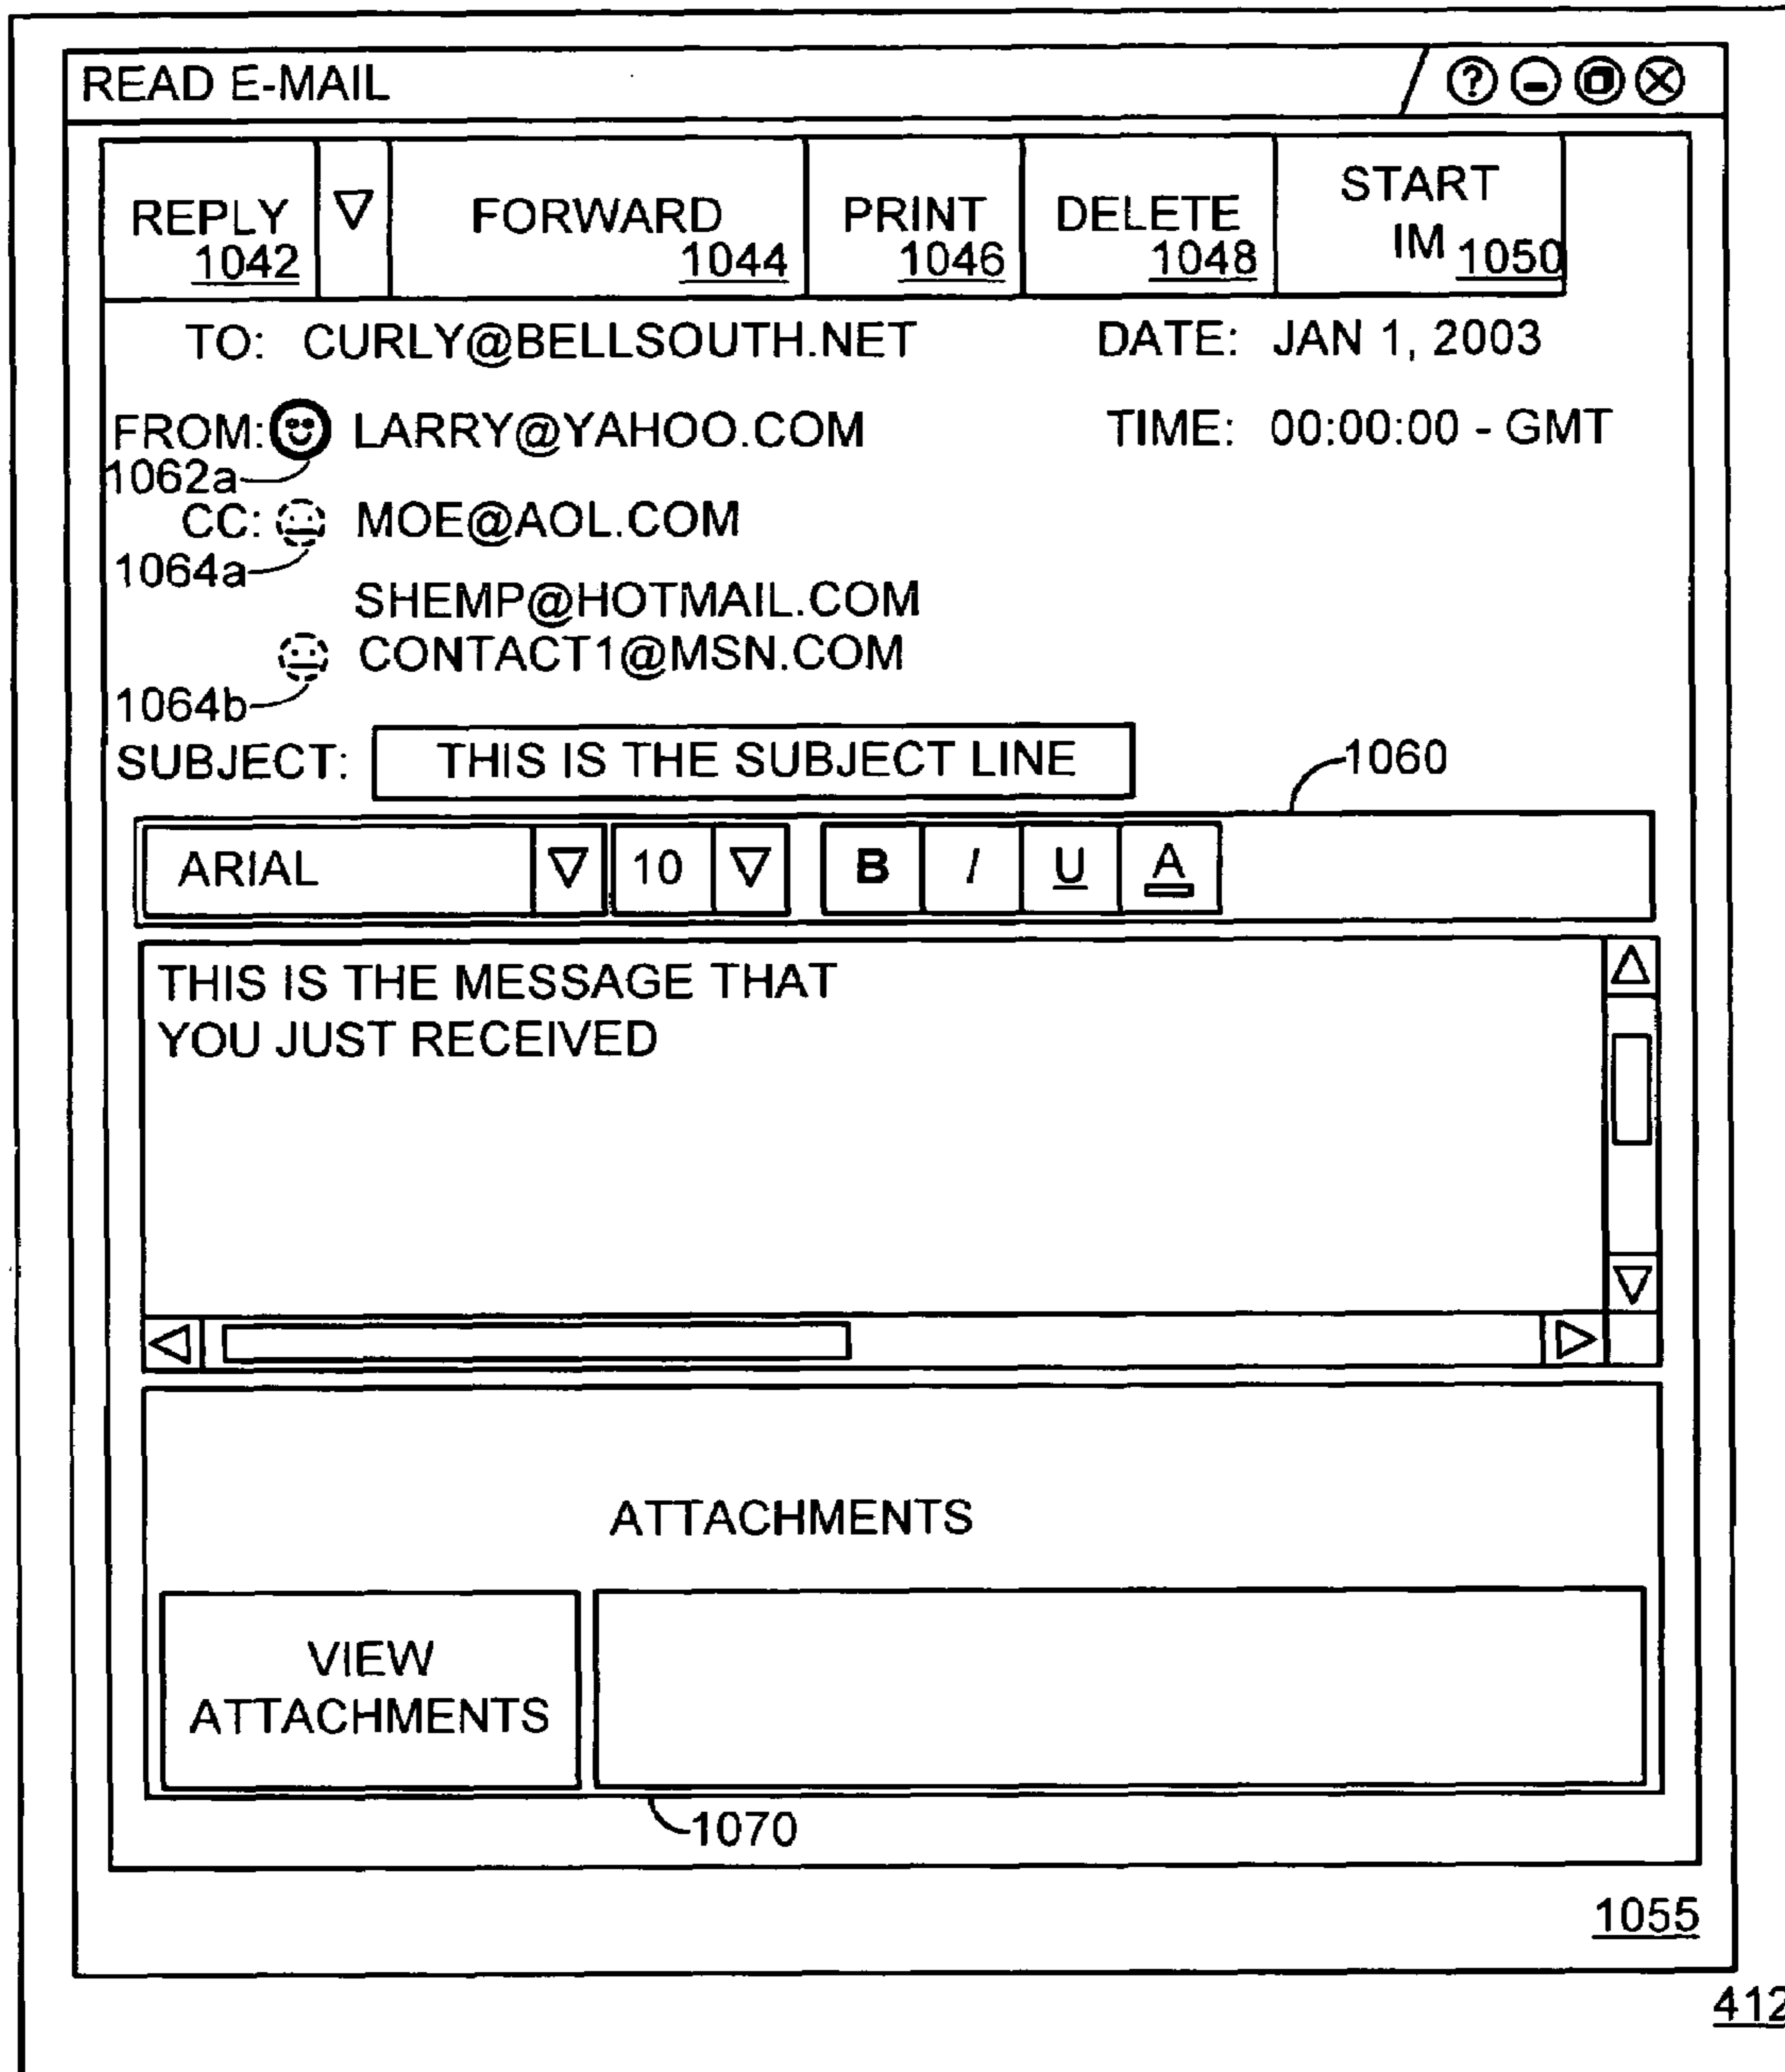 READ E-MAIL ?
REPLY 1042 FORWARD 1044 PRINT 1046 DELETE 1048 START IM 1050
TO: CURLY@BELLSOUTH.NET DATE: JAN 1, 2003
FROM: LARRY@YAHOO.COM TIME: 00:00:00 - GMT
1062a
CC: MOE@AOL.COM
1064a
SHEMP@HOTMAIL.COM
CONTACT1@MSN.COM
1064b
SUBJECT: THIS IS THE SUBJECT LINE 1060
ARIAL 10 B I U A
THIS IS THE MESSAGE THAT
YOU JUST RECEIVED
ATTACHMENTS
VIEW
ATTACHMENTS
1070
1055
412